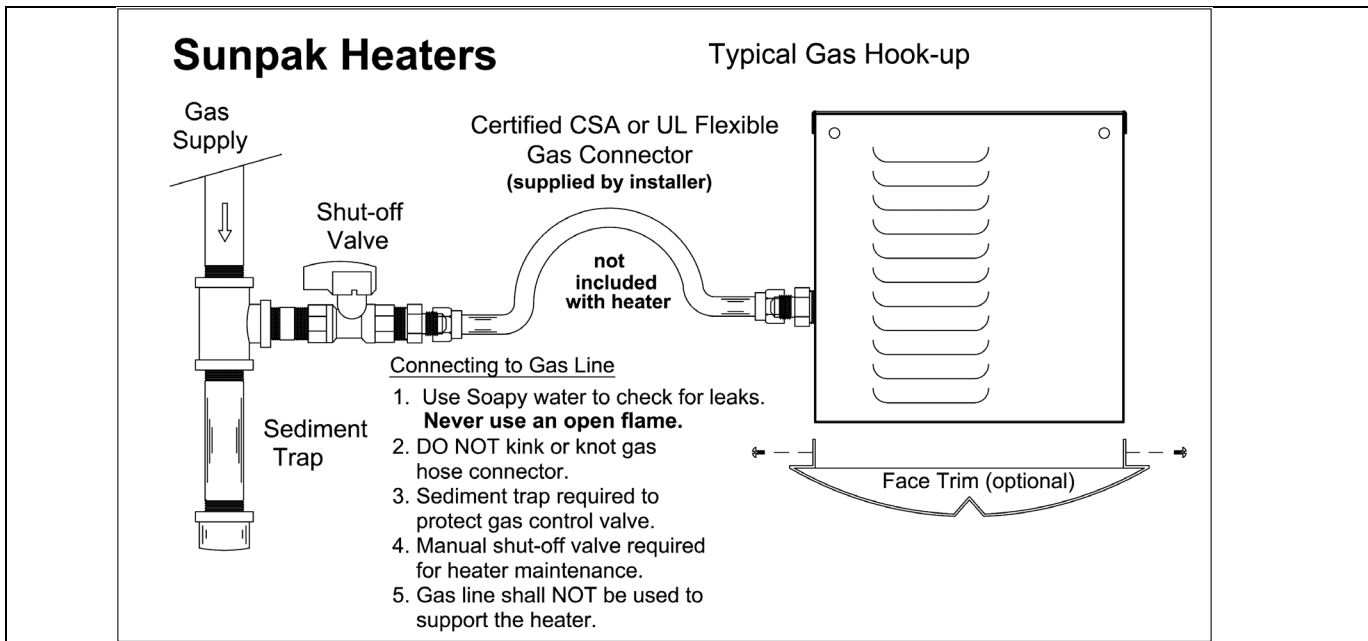 Sunpak Heaters
Typical Gas Hook-up
Gas
Supply
Certified CSA or UL Flexible
Gas Connector
(supplied by installer)
Shut-off
Valve
not
included
with heater
Connecting to Gas Line
1. Use Soapy water to check for leaks.
Never use an open flame.
2. DO NOT kink or knot gas
hose connector.
3. Sediment trap required to
protect gas control valve.
4. Manual shut-off valve required
for heater maintenance.
5. Gas line shall NOT be used to
support the heater.
Sediment
Trap
Face Trim (optional)